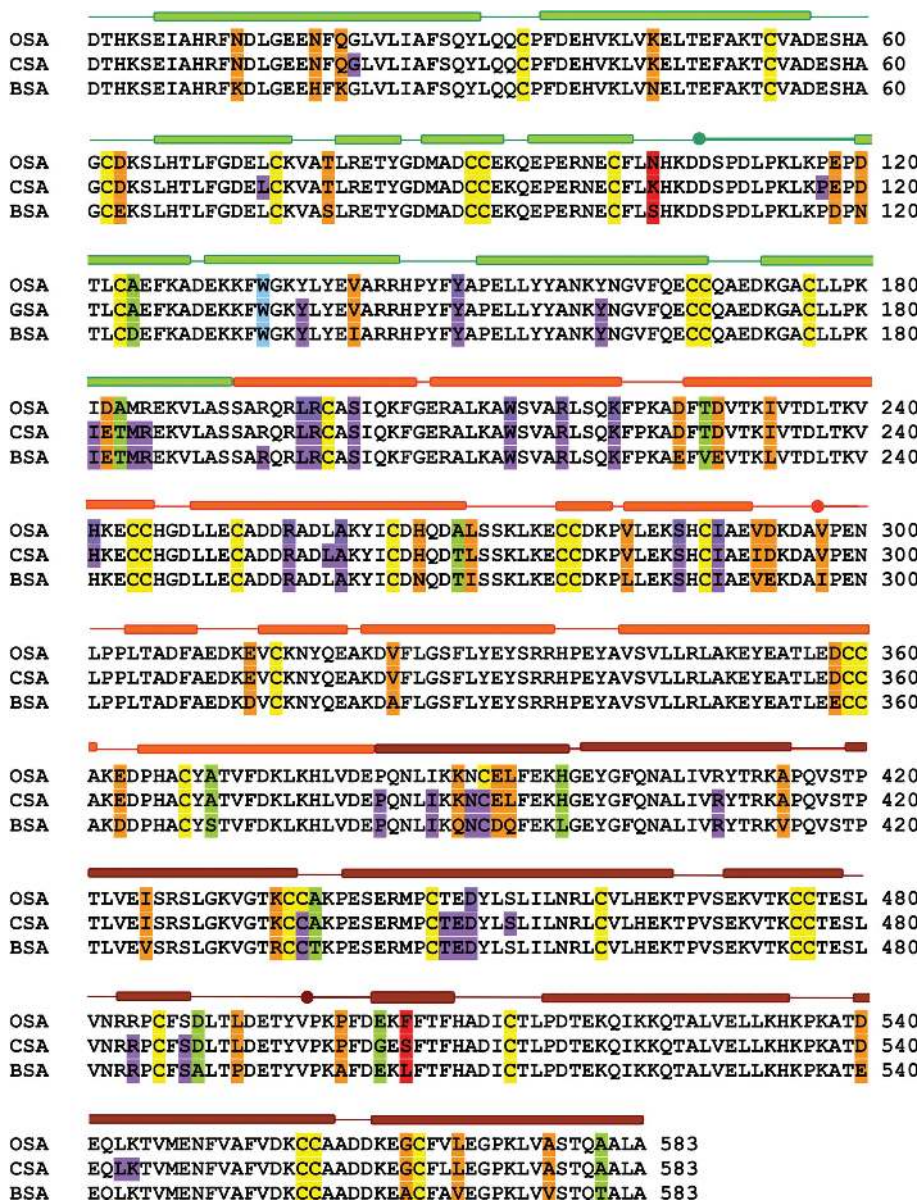 OSA DTHKSEIAHRFNDLGEENFQGLVLIAFSQYLQQCPFDEHVKLVKELTEFAKTCVADESHA 60
CSA DTHKSEIAHRFNDLGEENFQGLVLIAFSQYLQQCPFDEHVKLVKELTEFAKTCVADESHA 60
BSA DTHKSEIAHRFKDLGEEHFKGLVLIAFSQYLQQCPFDEHVKLVNELTEFAKTCVADESHA 60
OSA GCDKSLHTLFGDELCKVATLRETYGDMADCCEKQEPERNECFLNHKDDSPDLPKLKPEPD 120
CSA GCDKSLHTLFGDELCKVATLRETYGDMADCCEKQEPERNECFLKHKDDSPDLPKLKPEPD 120
BSA GCEKSLHTLFGDELCKVASLRETYGDMADCCEKQEPERNECFLSHKDDSPDLPKLKPDPN 120
OSA TLCAEFKADEKKFWGKYLYEVARRHPYFYAPELLYYANKYNGVFQECCQAEDKGACLLPK 180
GSA TLCAEFKADEKKFWGKYLYEVARRHPYFYAPELLYYANKYNGVFQECCQAEDKGACLLPK 180
BSA TLCDEFKADEKKFWGKYLYEIARRHPYFYAPELLYYANKYNGVFQECCQAEDKGACLLPK 180
OSA IDAMREKVLASSARQRLRCASIQKFGERALKAWSVARLSQKFPKADFTDVTKIVTDLTKV 240
CSA IETMREKVLASSARQRLRCASIQKFGERALKAWSVARLSQKFPKADFTDVTKIVTDLTKV 240
BSA IETMREKVLASSARQRLRCASIQKFGERALKAWSVARLSQKFPKAEFVEVTKLVTDLTKV 240
OSA HKECCHGDLLECADDRADLAKYICDHQDALSSKLKECCDKPVLEKSHCIAEVDKDAVPEN 300
CSA HKECCHGDLLECADDRADLAKYICDHQDTLSSKLKECCDKPVLEKSHCIAEIDKDAVPEN 300
BSA HKECCHGDLLECADDRADLAKYICDNQDTISSKLKECCDKPLLEKSHCIAEVEKDAIPEN 300
OSA LPPLTADFAEDKEVCKNYQEAKDVFLGSFLYEYSRRHPEYAVSVLLRLAKEYEATLEDCC 360
CSA LPPLTADFAEDKEVCKNYQEAKDVFLGSFLYEYSRRHPEYAVSVLLRLAKEYEATLEDCC 360
BSA LPPLTADFAEDKDVCKNYQEAKDAFLGSFLYEYSRRHPEYAVSVLLRLAKEYEATLEECC 360
OSA AKEDPHACYATVFDKLKHLVDEPQNLIKKNCELFEKHGEYGFQNALIVRYTRKAPQVSTP 420
CSA AKEDPHACYATVFDKLKHLVDEPQNLIKKNCELFEKHGEYGFQNALIVRYTRKAPQVSTP 420
BSA AKDDPHACYSTVFDKLKHLVDEPQNLIKQNCDQFEKLGEYGFQNALIVRYTRKVPQVSTP 420
OSA TLVEISRSLGKVGTKCCAKPESERMPCTEDYLSLILNRLCVLHEKTPVSEKVTKCCTESL 480
CSA TLVEISRSLGKVGTKCCAKPESERMPCTEDYLSLILNRLCVLHEKTPVSEKVTKCCTESL 480
BSA TLVEVSRSLGKVGTRCCTKPESERMPCTEDYLSLILNRLCVLHEKTPVSEKVTKCCTESL 480
OSA VNRRPCFSDLTLDETYVPKPFDEKFFTFHADICTLPDTEKQIKKQTALVELLKHKPKATD 540
CSA VNRRPCFSDLTLDETYVPKPFDGESFTFHADICTLPDTEKQIKKQTALVELLKHKPKATD 540
BSA VNRRPCFSALTPDETYVPKAFDEKLFTFHADICTLPDTEKQIKKQTALVELLKHKPKATE 540
OSA EQLKTVMENFVAFVDKCCAADDKEGCFVLEGPKLVASTQAALA 583
CSA EQLKTVMENFVAFVDKCCAADDKEGCFLLEGPKLVASTQAALA 583
BSA EQLKTVMENFVAFVDKCCAADDKEACFAVEGPKLVVSTQTALA 583